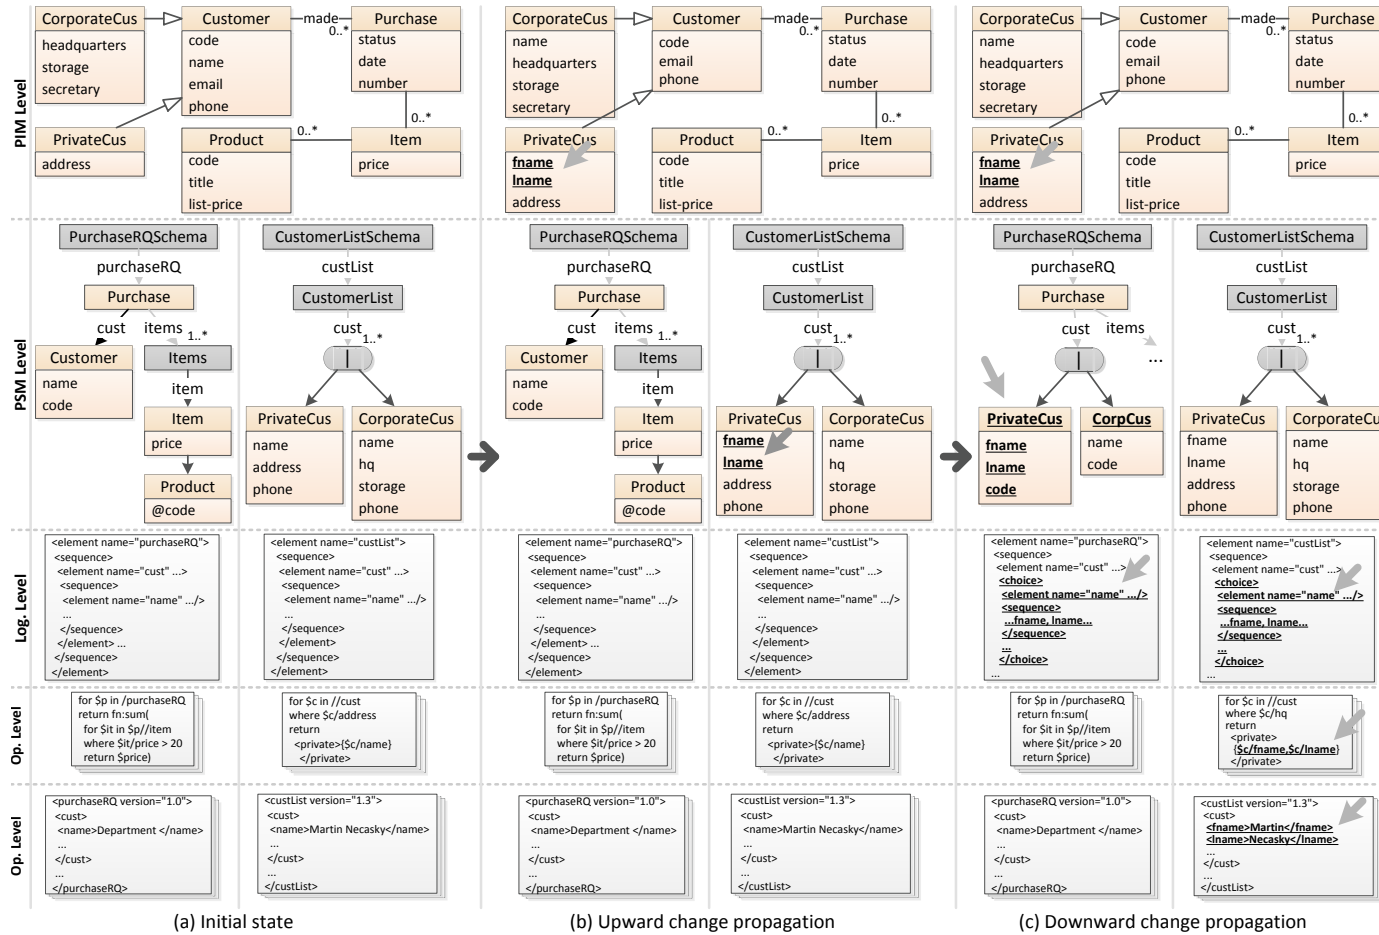 PIM Level
CorporateCus
headquarters
storage
secretary
Customer
code
name
email
phone
made
0..*
Purchase
status
date
number
0..*
PrivateCus
address
Product
code
title
list-price
0..*
Item
price
CorporateCus
name
headquarters
storage
secretary
Customer
code
email
phone
made
0..*
Purchase
status
date
number
0..*
PrivateCus
fname
lname
address
Product
code
title
list-price
0..*
Item
price
CorporateCus
name
headquarters
storage
secretary
Customer
code
email
phone
made
0..*
Purchase
status
date
number
0..*
PrivateCus
fname
lname
address
Product
code
title
list-price
0..*
Item
price
PSM Level
PurchaseRQSchema
purchaseRQ
Purchase
cust
items
1..*
Customer
name
code
Items
item
Item
price
Product
@code
CustomerListSchema
custList
CustomerList
cust
1..*
|
PrivateCus
name
address
phone
CorporateCus
name
hq
storage
phone
PurchaseRQSchema
purchaseRQ
Purchase
cust
items
1..*
Customer
name
code
Items
item
Item
price
Product
@code
CustomerListSchema
custList
CustomerList
cust
1..*
|
PrivateCus
fname
lname
address
phone
CorporateCus
name
hq
storage
phone
PurchaseRQSchema
purchaseRQ
Purchase
cust
items
...
|
PrivateCus
fname
lname
code
CorpCus
name
code
CustomerListSchema
custList
CustomerList
cust
1..*
|
PrivateCus
fname
lname
address
phone
CorporateCus
name
hq
storage
phone
Log. Level
<element name="purchaseRQ">
<sequence>
<element name="cust" ...>
<sequence>
<element name="name" .../>
...
</sequence>
</element> ...
</sequence>
</element>
<element name="custList">
<sequence>
<element name="cust" ...>
<sequence>
<element name="name" .../>
...
</sequence>
</element>
</sequence>
</element>
<element name="purchaseRQ">
<sequence>
<element name="cust" ...>
<sequence>
<element name="name" .../>
...
</sequence>
</element> ...
</sequence>
</element>
<element name="custList">
<sequence>
<element name="cust" ...>
<sequence>
<element name="name" .../>
...
</sequence>
</element>
</sequence>
</element>
<element name="purchaseRQ">
<sequence>
<element name="cust" ...>
<choice>
<element name="name" .../>
<sequence>
...fname, lname...
</sequence>
...
</choice>
...
<element name="custList">
<sequence>
<element name="cust" ...>
<choice>
<element name="name" .../>
<sequence>
...fname, lname...
</sequence>
...
</choice>
...
Op. Level
for $p in /purchaseRQ
return fn:sum(
for $it in $p//item
where $it/price > 20
return $price)
for $c in //cust
where $c/address
return
<private>{$c/name}
</private>
for $p in /purchaseRQ
return fn:sum(
for $it in $p//item
where $it/price > 20
return $price)
for $c in //cust
where $c/address
return
<private>{$c/name}
</private>
for $p in /purchaseRQ
return fn:sum(
for $it in $p//item
where $it/price > 20
return $price)
for $c in //cust
where $c/hq
return
<private>
{$c/fname,$c/lname}
</private>
Op. Level
<purchaseRQ version="1.0">
<cust>
<name>Department </name>
...
</cust>
...
</purchaseRQ>
<custList version="1.3">
<cust>
<name>Martin Necasky</name>
...
</cust>
...
</custList>
<purchaseRQ version="1.0">
<cust>
<name>Department </name>
...
</cust>
...
</purchaseRQ>
<custList version="1.3">
<cust>
<name>Martin Necasky</name>
...
</cust>
...
</custList>
<purchaseRQ version="1.0">
<cust>
<name>Department </name>
...
</cust>
...
</purchaseRQ>
<custList version="1.3">
<cust>
<fname>Martin</fname>
<lname>Necasky</lname>
...
</cust>
...
</custList>
(a) Initial state
(b) Upward change propagation
(c) Downward change propagation